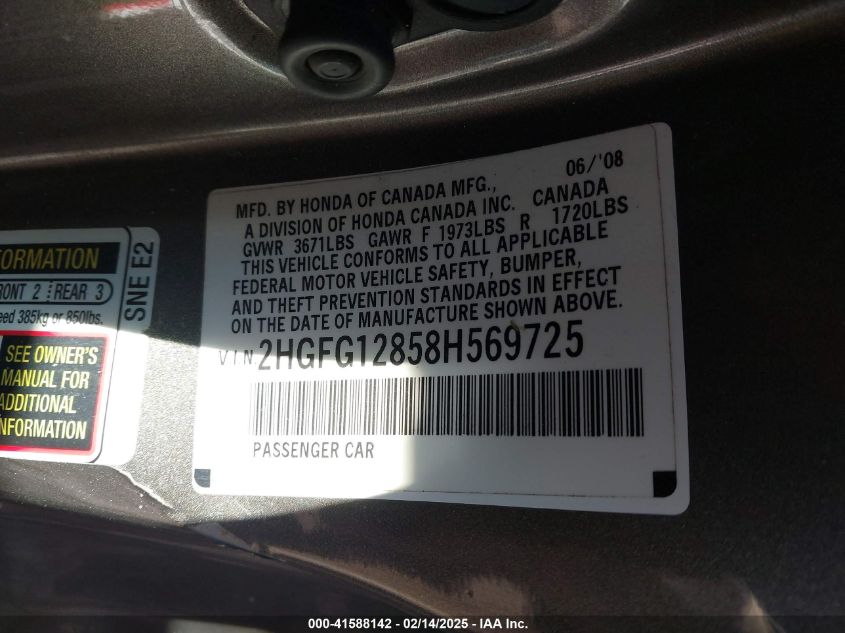 06/'08
MFD. BY HONDA OF CANADA MFG.,
A DIVISION OF HONDA CANADA INC. CANADA
GVWR 3671LBS GAWR F 1973LBS R 1720LBS
THIS VEHICLE CONFORMS TO ALL APPLICABLE
FEDERAL MOTOR VEHICLE SAFETY, BUMPER,
AND THEFT PREVENTION STANDARDS IN EFFECT
ON THE DATE OF MANUFACTURE SHOWN ABOVE.
VIN 2HGFG12858H569725
PASSENGER CAR
ORMATION
RONT 2 REAR 3
eed 385kg or 850lbs.
SNE E2
SEE OWNER'S
MANUAL FOR
ADDITIONAL
NFORMATION
000-41588142 - 02/14/2025 - IAA Inc.